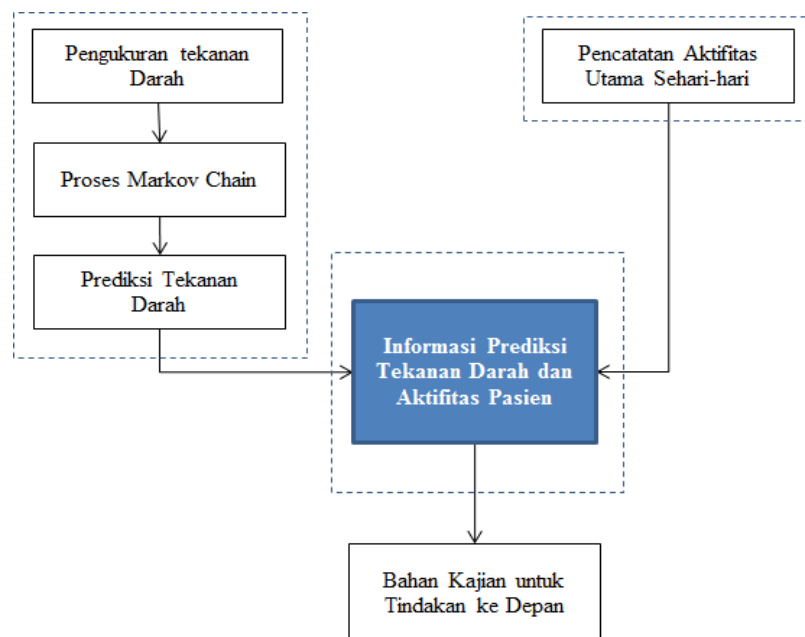 Pengukuran tekanan
Darah
Proses Markov Chain
Prediksi Tekanan
Darah
Pencatatan Aktifitas
Utama Sehari-hari
Informasi Prediksi
Tekanan Darah dan
Aktifitas Pasien
Bahan Kajian untuk
Tindakan ke Depan